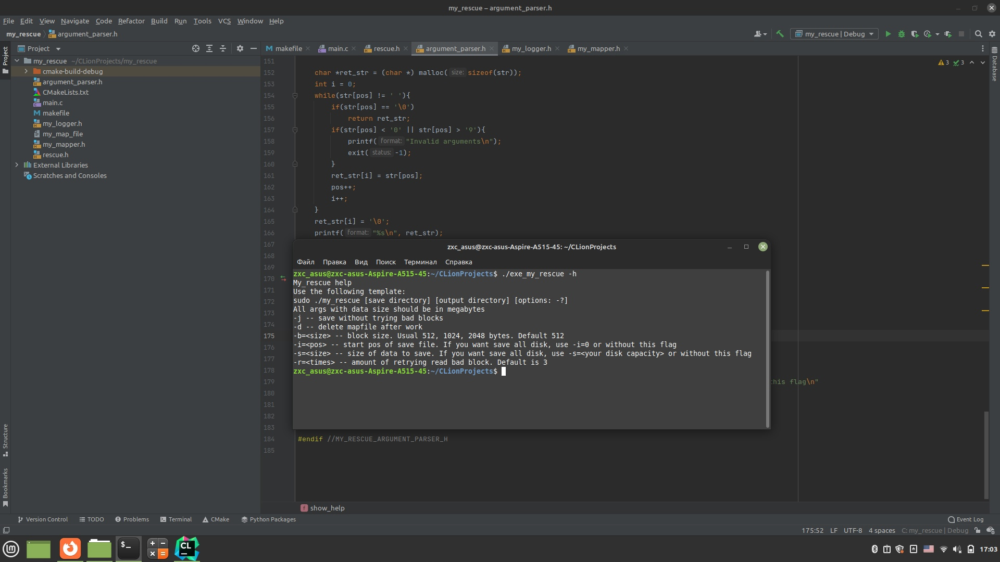 my_rescue – argument_parser.h
File Edit View Navigate Code Refactor Build Run Tools VCS Window Help
my_rescue argument_parser.h
my_rescue | Debug
Project
Project
makefile main.c rescue.h argument_parser.h my_logger.h my_mapper.h
Database
my_rescue ~/CLionProjects/my_rescue
cmake-build-debug
argument_parser.h
CMakeLists.txt
main.c
makefile
my_logger.h
my_map_file
my_mapper.h
rescue.h
External Libraries
Scratches and Consoles
3 3
151
152 char *ret_str = (char *) malloc( size: sizeof(str));
153 int i = 0;
154 while(str[pos] != ' '){
155 if(str[pos] == '\0')
156 return ret_str;
157 if(str[pos] < '0' || str[pos] > '9'){
158 printf( format: "Invalid arguments\n");
159 exit( status: -1);
160 }
161 ret_str[i] = str[pos];
162 pos++;
163 i++;
164 }
165 ret_str[i] = '\0';
166 printf( format: "%s\n", ret_str);
167
168
169
170
171
172
173
174
175
176
177
178
179 this flag\n"
180
181
182
183
184 #endif //MY_RESCUE_ARGUMENT_PARSER_H
185
zxc_asus@zxc-asus-Aspire-A515-45: ~/CLionProjects
Файл Правка Вид Поиск Терминал Справка
zxc_asus@zxc-asus-Aspire-A515-45:~/CLionProjects$ ./exe_my_rescue -h
My_rescue help
Use the following template:
sudo ./my_rescue [save directory] [output directory] [options: -?]
All args with data size should be in megabytes
-j -- save without trying bad blocks
-d -- delete mapfile after work
-b=<size> -- block size. Usual 512, 1024, 2048 bytes. Default 512
-i=<pos> -- start pos of save file. If you want save all disk, use -i=0 or without this flag
-s=<size> -- size of data to save. If you want save all disk, use -s=<your disk capacity> or without this flag
-r=<times> -- amount of retrying read bad block. Default is 3
zxc_asus@zxc-asus-Aspire-A515-45:~/CLionProjects$
Structure
Bookmarks
f show_help
Version Control TODO Problems Terminal CMake Python Packages Event Log
175:52 LF UTF-8 4 spaces C: my_rescue | Debug
$_ CL 17:03